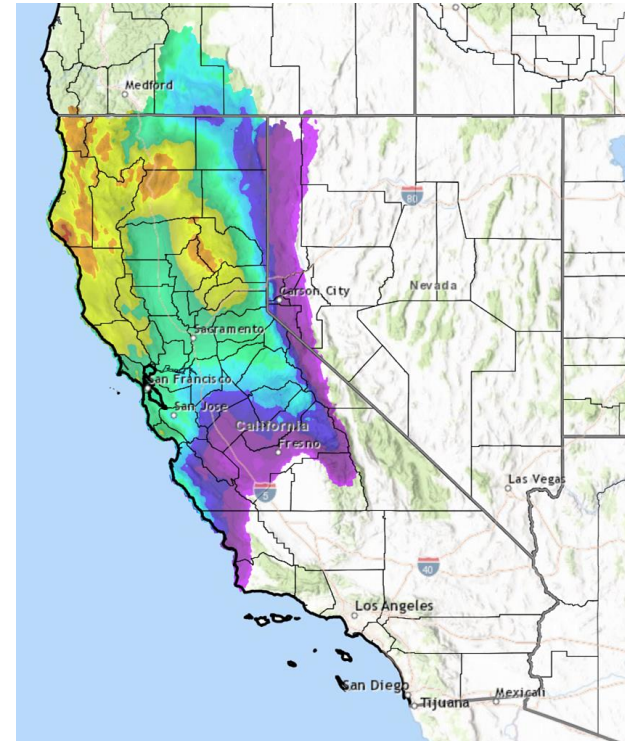 Medford
80
Carson City
Nevada
Sacramento
San Francisco
San Jose
California
Fresno
5
Las Vegas
40
Los Angeles
San Diego
Mexicali
Tijuana